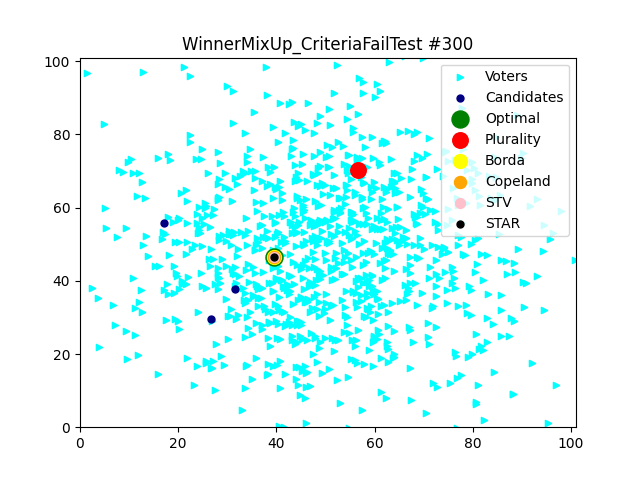 WinnerMixUp_CriteriaFailTest #300
Voters
Candidates
Optimal
Plurality
Borda
Copeland
STV
STAR
100
80
60
40
20
0
0 20 40 60 80 100